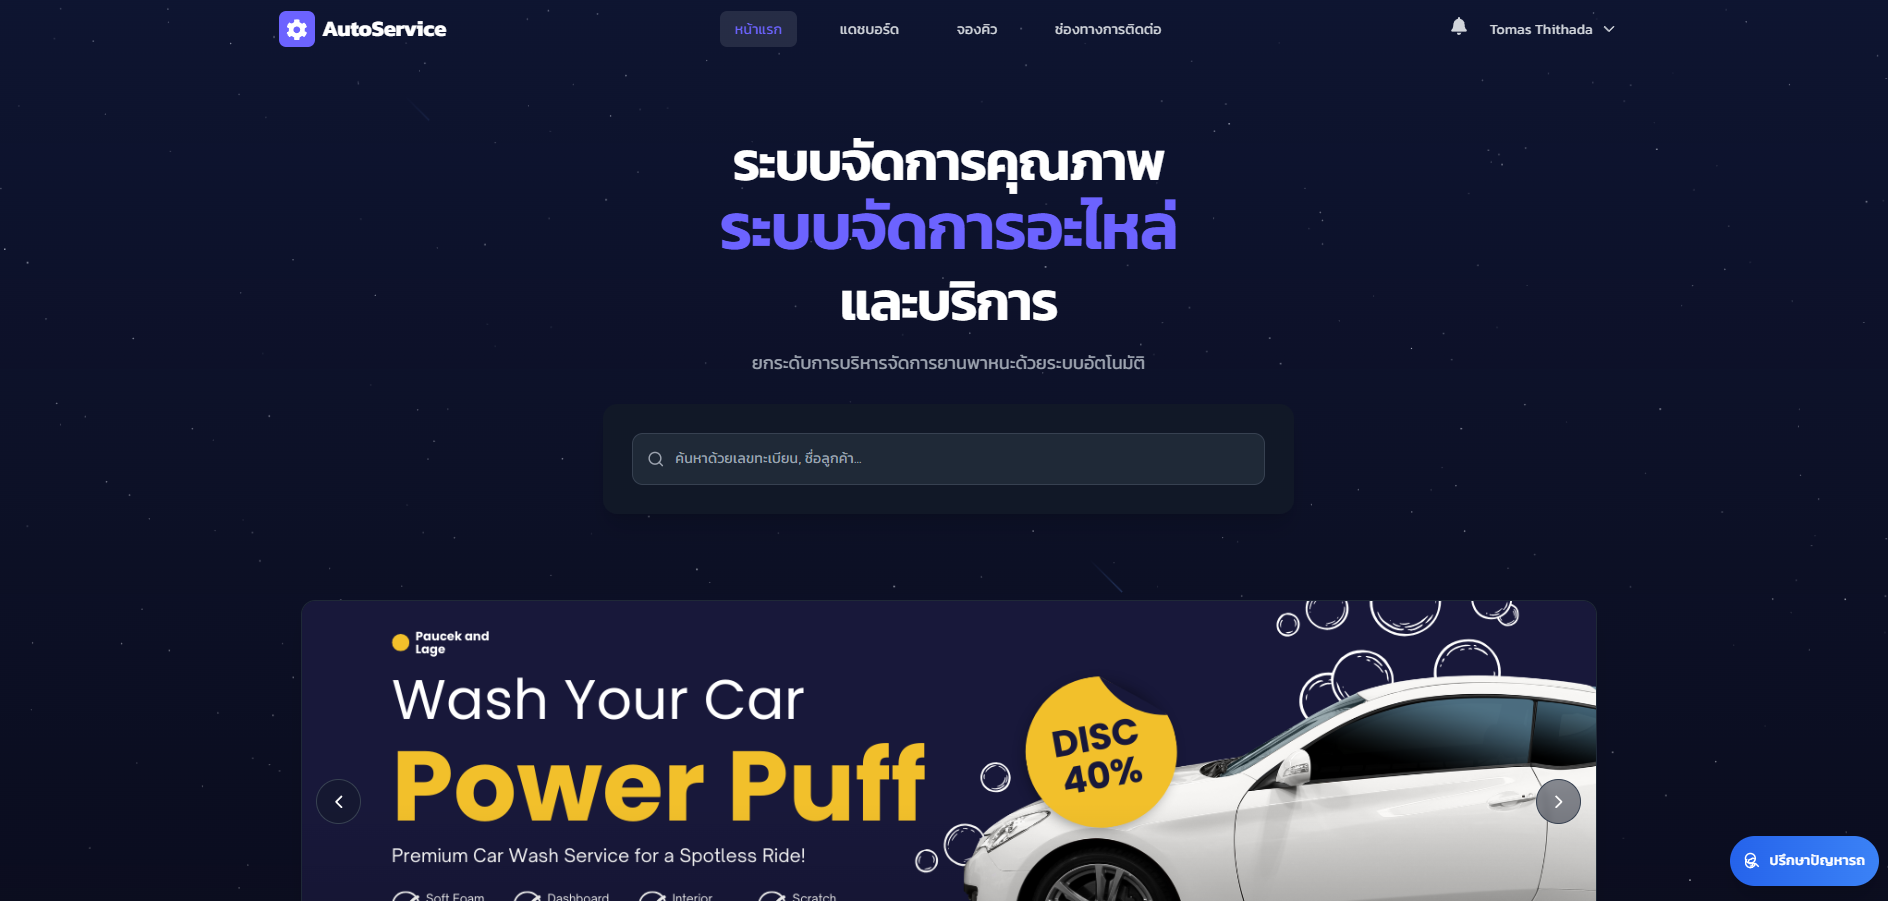 AutoService
หน้าแรก
แดชบอร์ด
จองคิว
ช่องทางการติดต่อ
Tomas Thithada
ระบบจัดการคุณภาพ
ระบบจัดการอะไหล่
และบริการ
ยกระดับการบริหารจัดการยานพาหนะด้วยระบบอัตโนมัติ
ค้นหาด้วยเลขทะเบียน, ชื่อลูกค้า...
Paucek and
Lage
Wash Your Car
Power Puff
DISC
40%
Premium Car Wash Service for a Spotless Ride!
Soft Foam
Dashboard
Interior
Scratch
ปรึกษาปัญหารถ